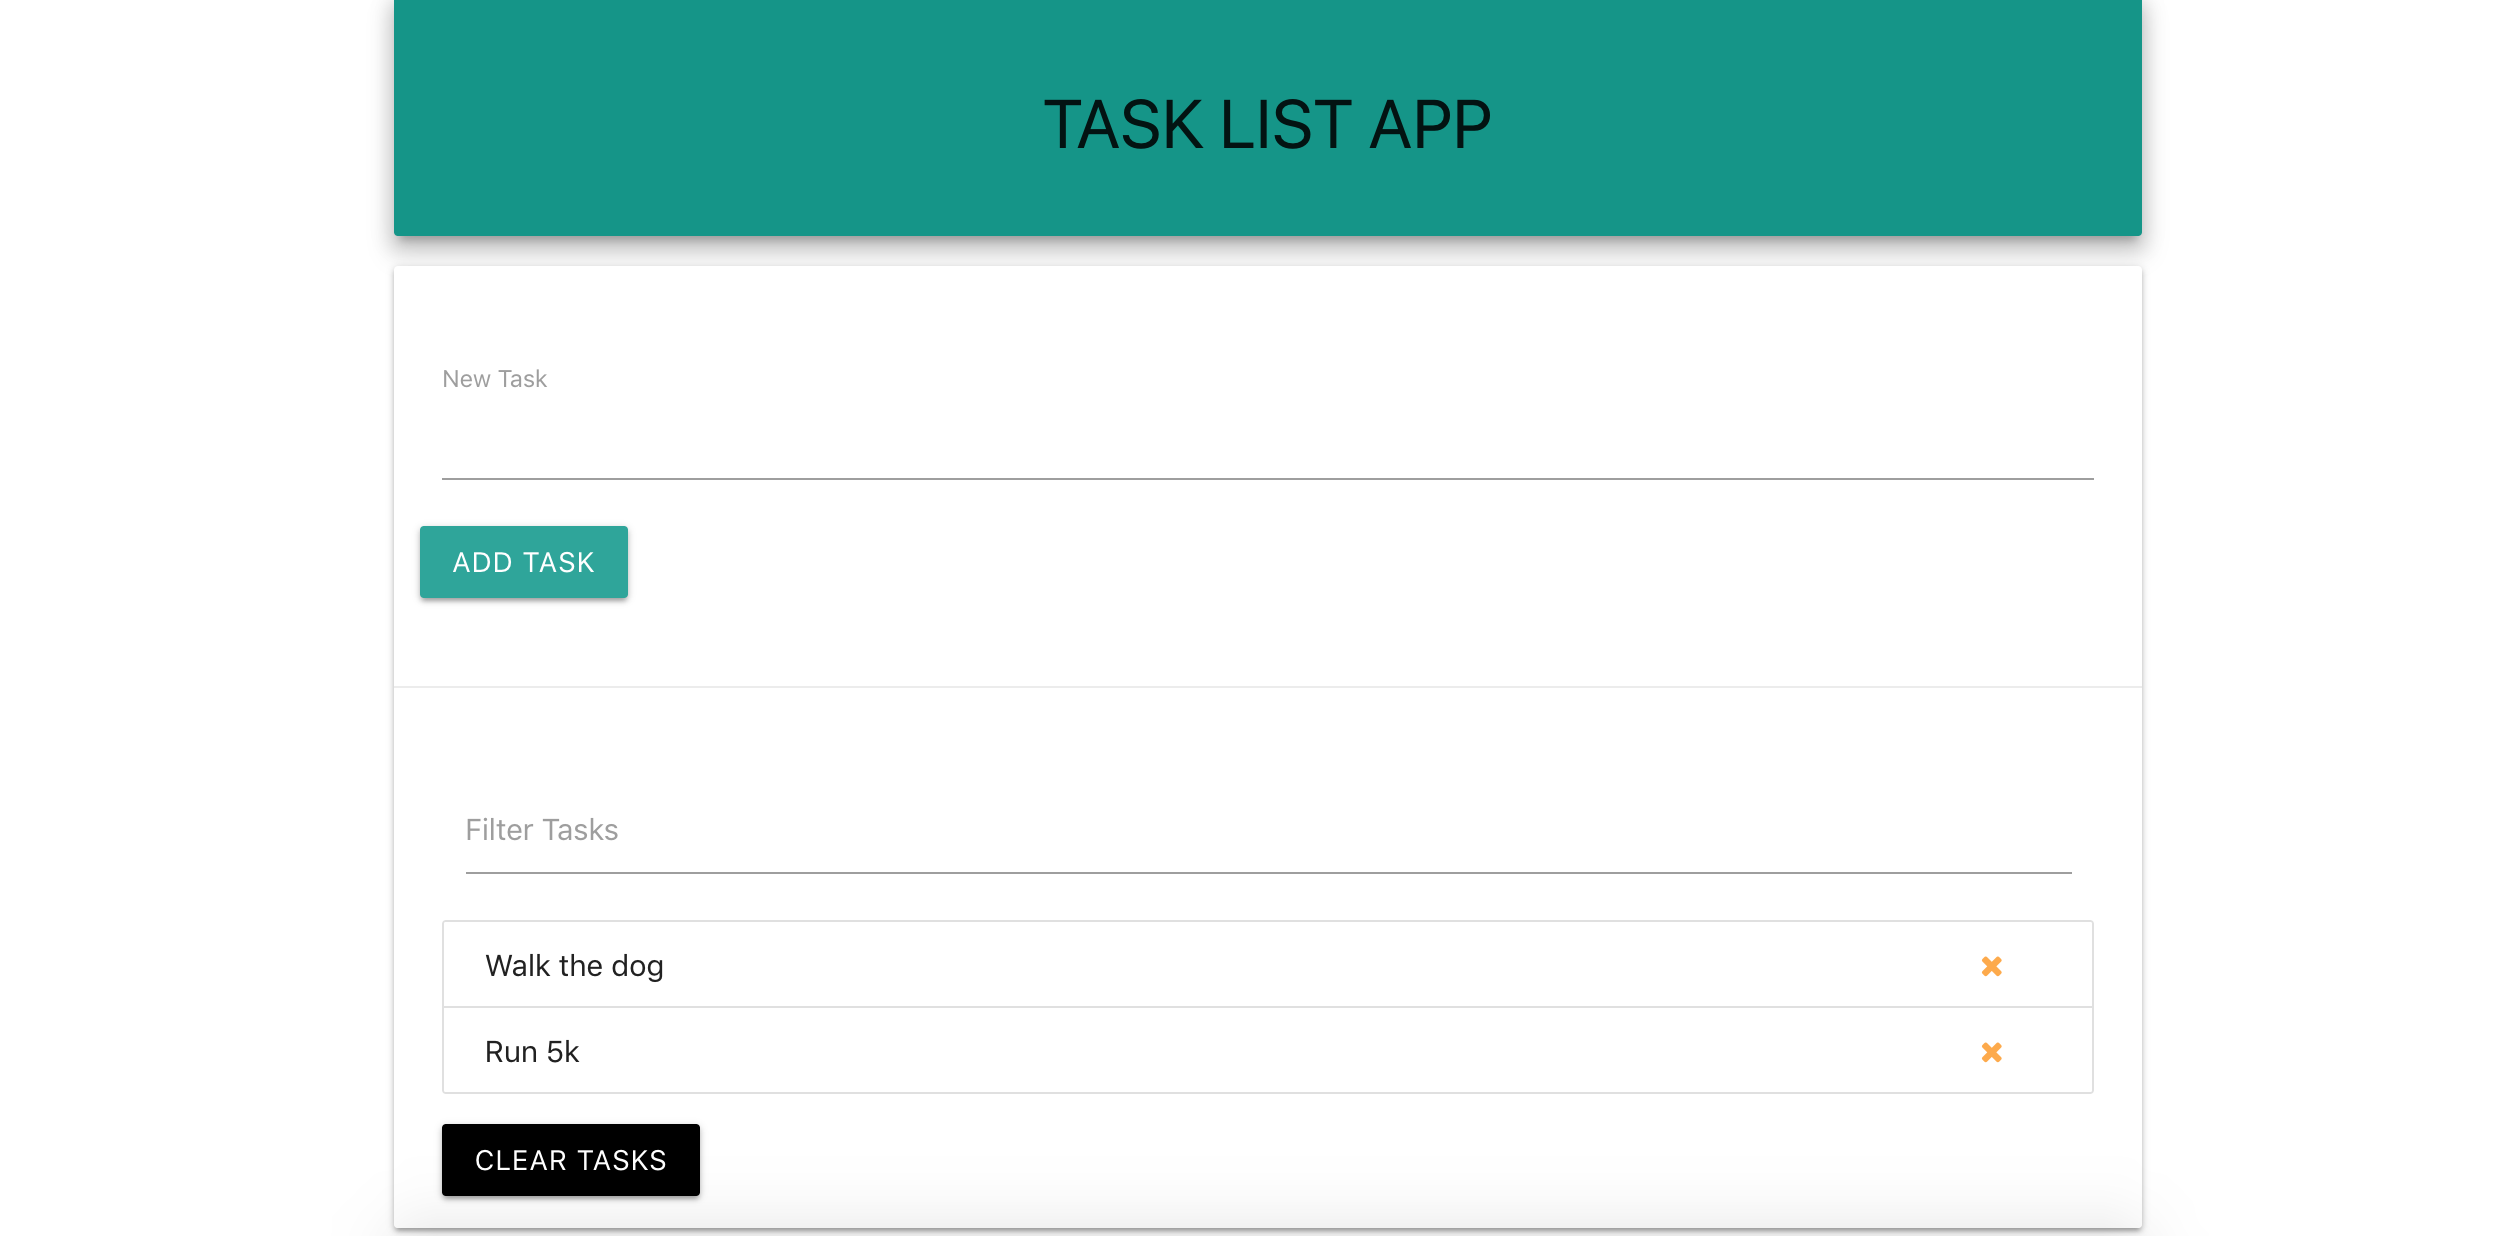 TASK LIST APP
New Task
ADD TASK
Filter Tasks
Walk the dog
Run 5k
CLEAR TASKS